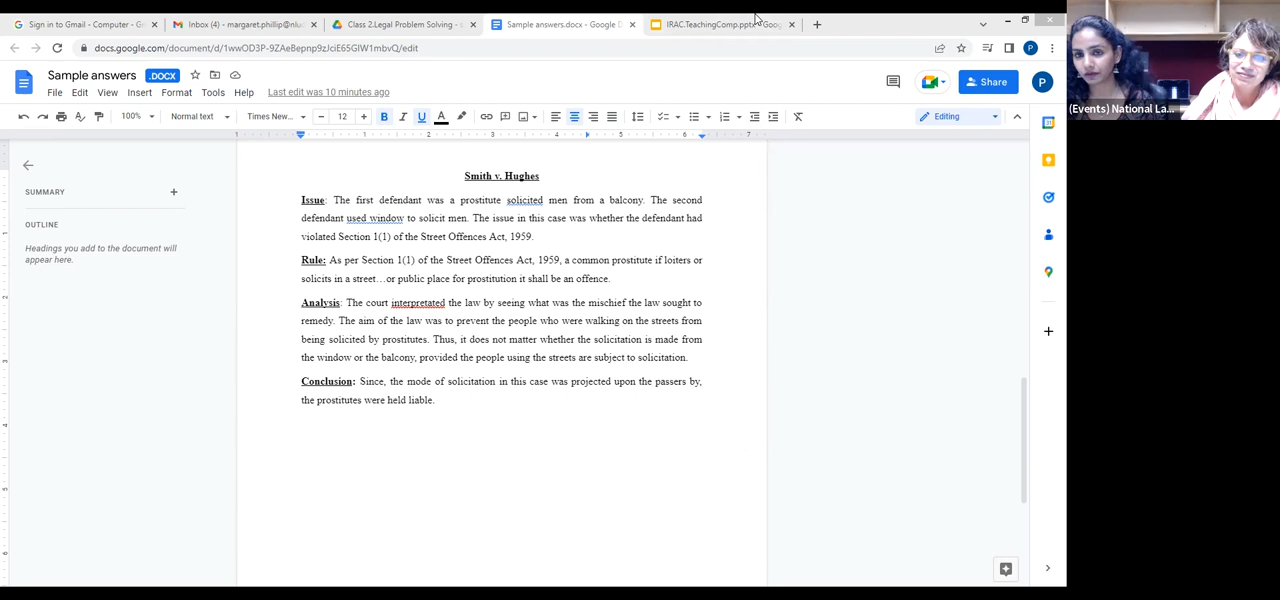 Sign in to Gmail - Computer - G
Inbox (4) - margaret.phillip@nlu
Class 2.Legal Problem Solving -
Sample answers.docx - Google D
IRAC.TeachingComp.pptx - Goog
docs.google.com/document/d/1wwOD3P-9ZAeBepnp9zJciE65GlW1mbvQ/edit
P
Sample answers .DOCX
File Edit View Insert Format Tools Extensions Help Last edit was 10 minutes ago
Share
P
100% Normal text Times New... 12 B I U A Editing
1 1 2 3 4 5 6 7
Smith v. Hughes
SUMMARY
OUTLINE
Headings you add to the document will
appear here.
Issue: The first defendant was a prostitute solicited men from a balcony. The second
defendant used window to solicit men. The issue in this case was whether the defendant had
violated Section 1(1) of the Street Offences Act, 1959.
Rule: As per Section 1(1) of the Street Offences Act, 1959, a common prostitute if loiters or
solicits in a street…or public place for prostitution it shall be an offence.
Analysis: The court interpretated the law by seeing what was the mischief the law sought to
remedy. The aim of the law was to prevent the people who were walking on the streets from
being solicited by prostitutes. Thus, it does not matter whether the solicitation is made from
the window or the balcony, provided the people using the streets are subject to solicitation.
Conclusion: Since, the mode of solicitation in this case was projected upon the passers by,
the prostitutes were held liable.
(Events) National La...